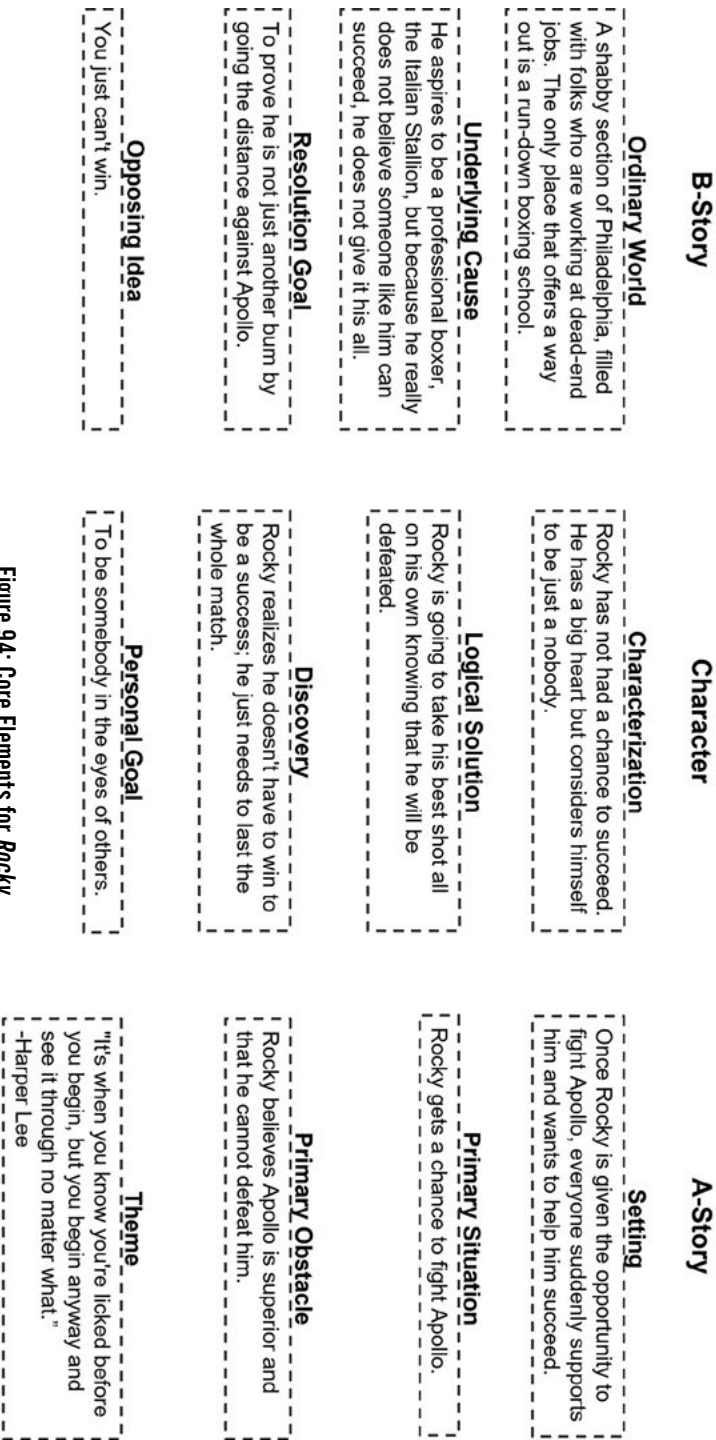 B-Story
Character
A-Story
Ordinary World
A shabby section of Philadelphia, filled
with folks who are working at dead-end
jobs. The only place that offers a way
out is a run-down boxing school.
Characterization
Rocky has not had a chance to succeed.
He has a big heart but considers himself
to be just a nobody.
Setting
Once Rocky is given the opportunity to
fight Apollo, everyone suddenly supports
him and wants to help him succeed.
Underlying Cause
He aspires to be a professional boxer,
the Italian Stallion, but because he really
does not believe someone like him can
succeed, he does not give it his all.
Logical Solution
Rocky is going to take his best shot all
on his own knowing that he will be
defeated.
Primary Situation
Rocky gets a chance to fight Apollo.
Resolution Goal
To prove he is not just another bum by
going the distance against Apollo.
Discovery
Rocky realizes he doesn't have to win to
be a success; he just needs to last the
whole match.
Primary Obstacle
Rocky believes Apollo is superior and
that he cannot defeat him.
Opposing Idea
You just can't win.
Personal Goal
To be somebody in the eyes of others.
Theme
"It's when you know you're licked before
you begin, but you begin anyway and
see it through no matter what."
-Harper Lee
Figure 94: Core Elements for Rocky